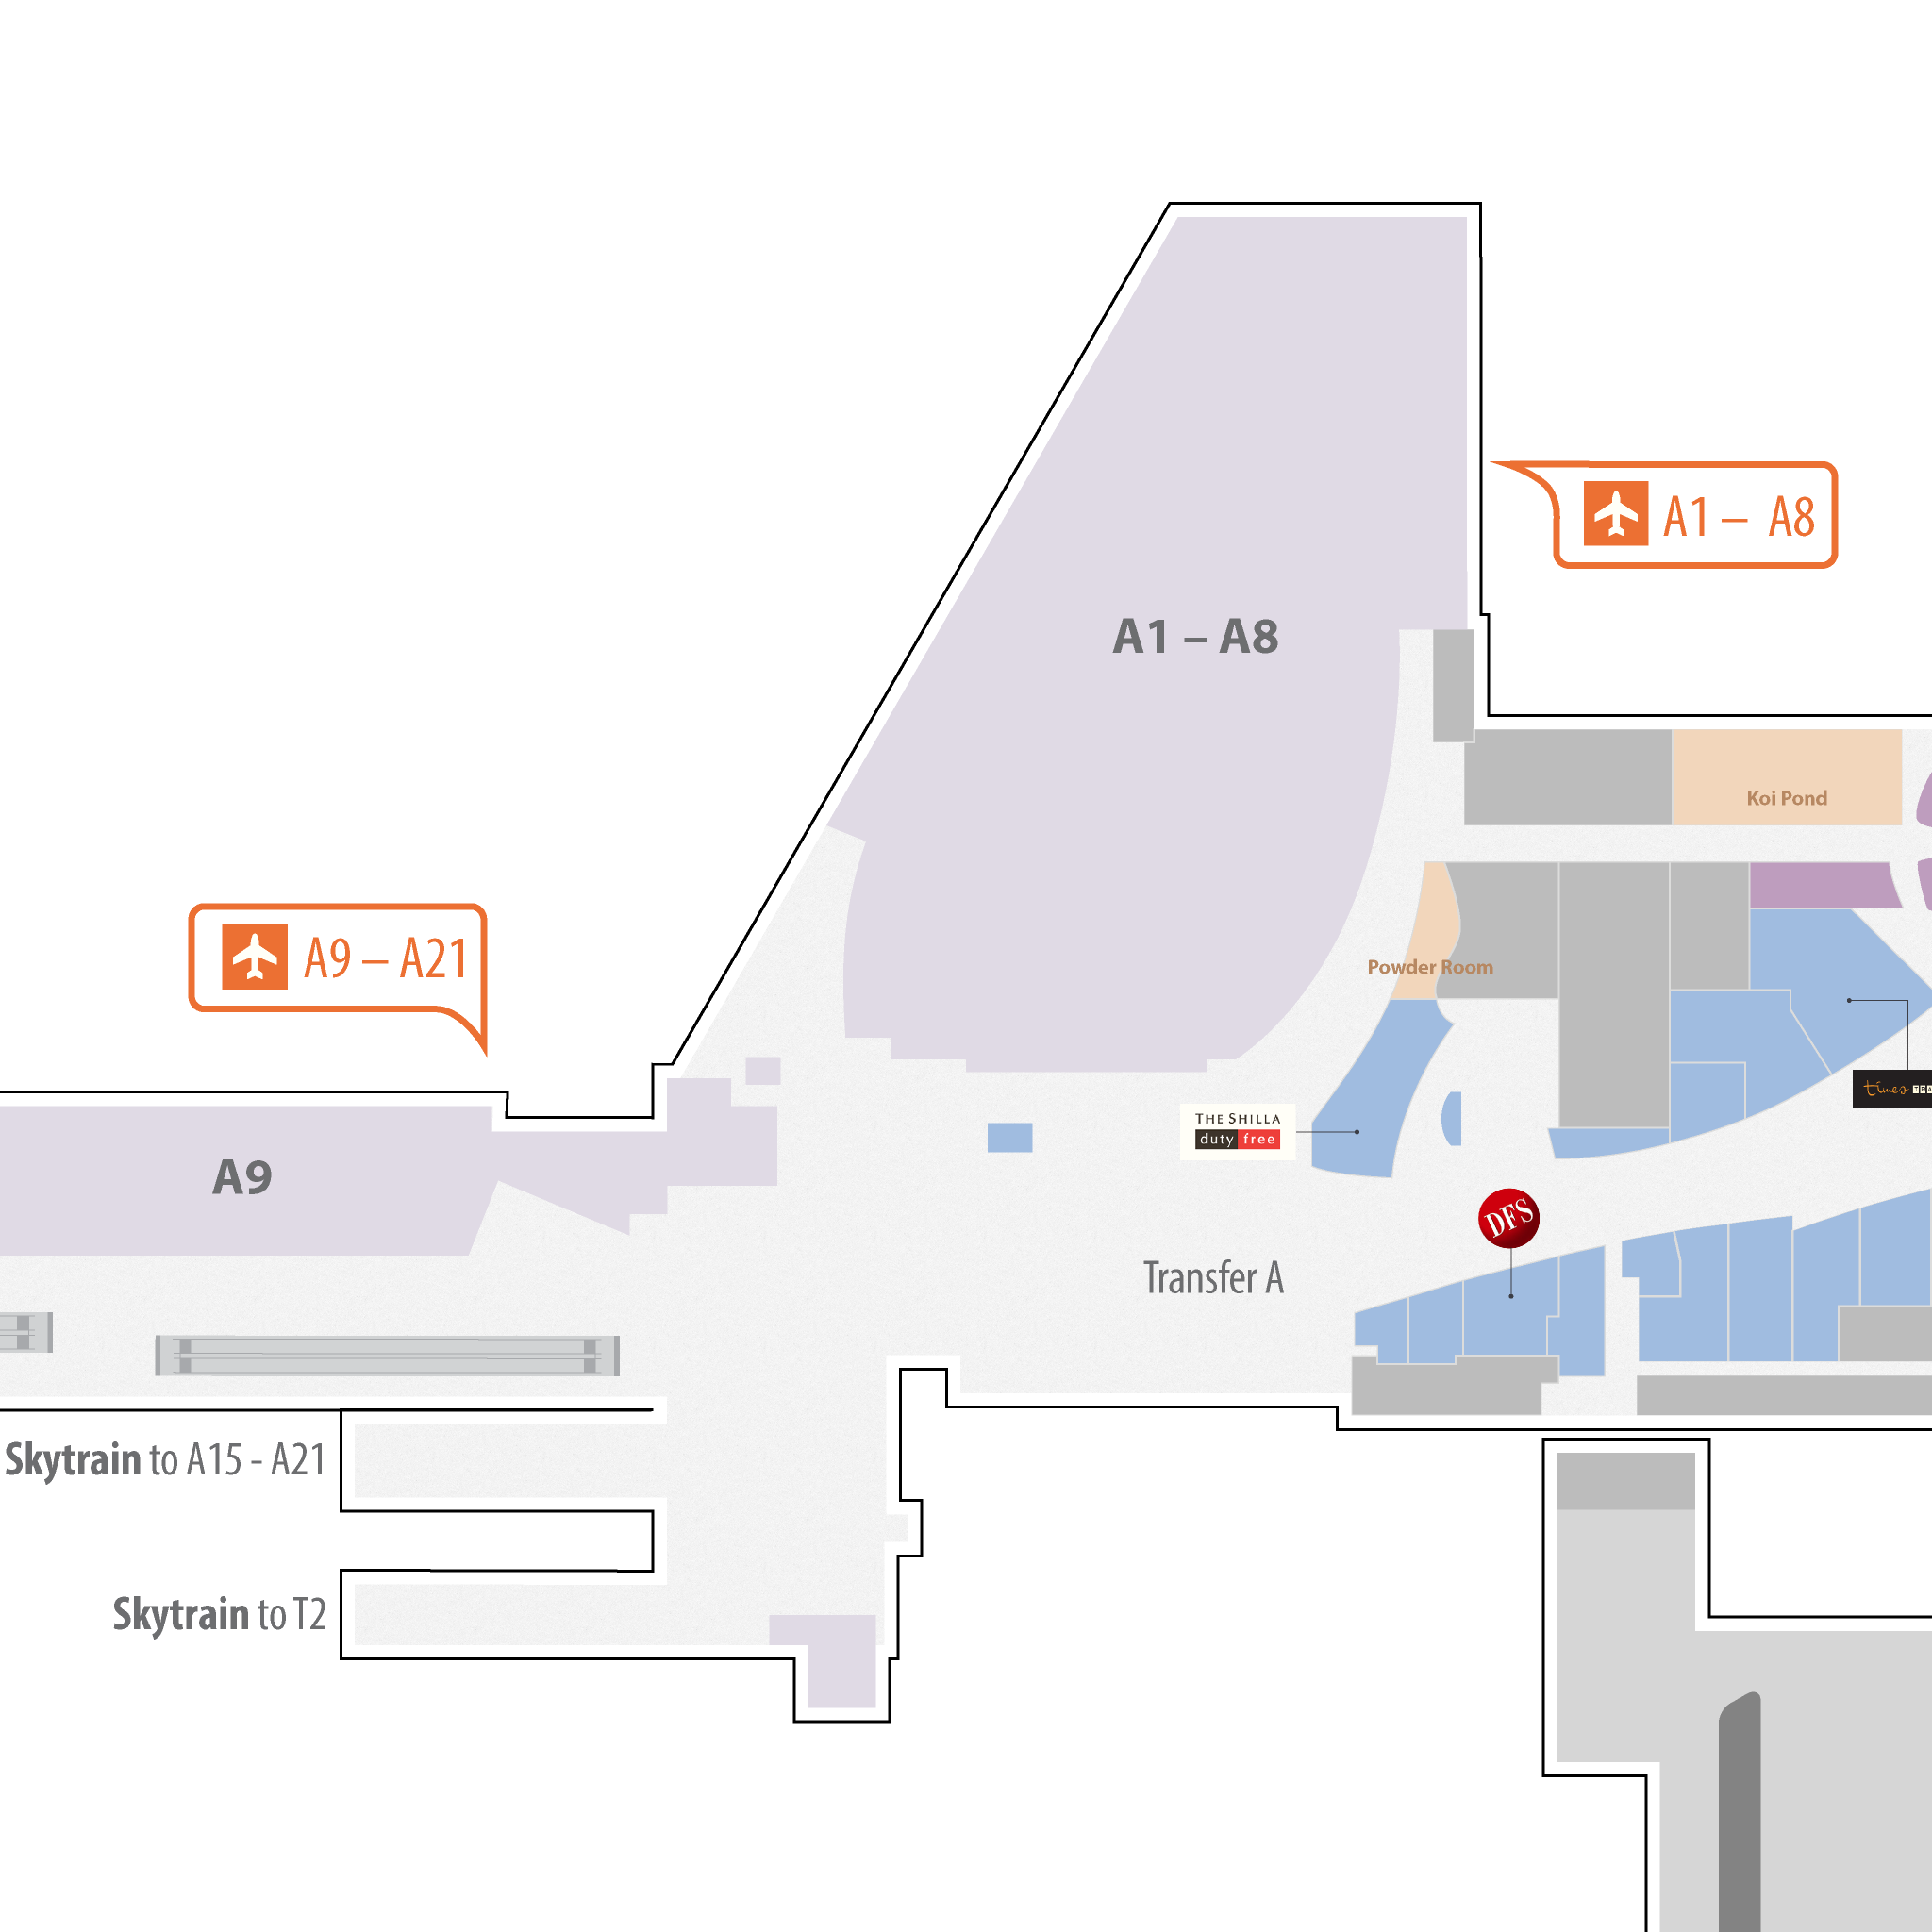 A1 – A8
A1 – A8
Koi Pond
A9 – A21
Powder Room
times
THE SHILLA
duty free
A9
DFS
Transfer A
Skytrain to A15 - A21
Skytrain to T2